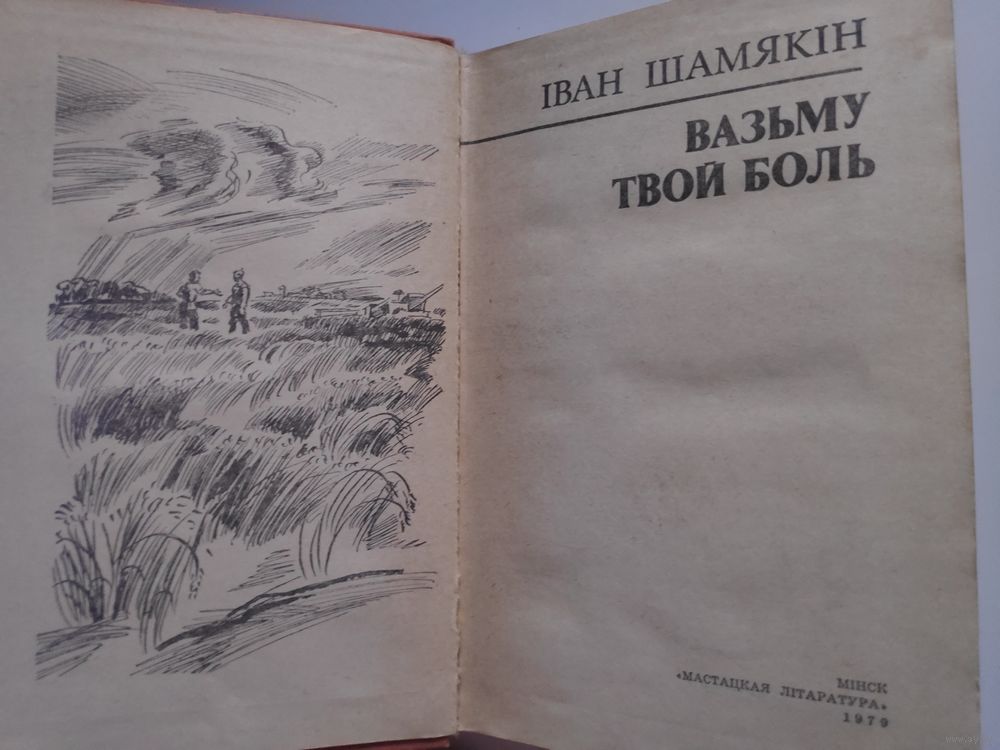 ІВАН ШАМЯКІН
ВАЗЬМУ
ТВОЙ БОЛЬ
МІНСК
«МАСТАЦКАЯ ЛІТАРАТУРА»
1979